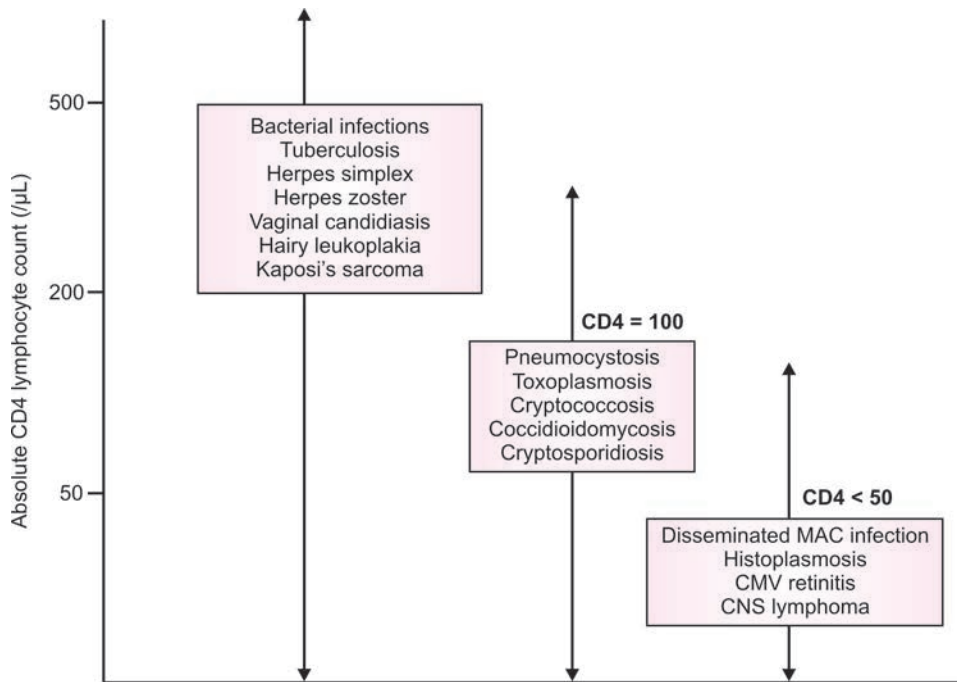 Absolute CD4 lymphocyte count (/μL)
500
200
50
Bacterial infections
Tuberculosis
Herpes simplex
Herpes zoster
Vaginal candidiasis
Hairy leukoplakia
Kaposi's sarcoma
CD4 = 100
Pneumocystosis
Toxoplasmosis
Cryptococcosis
Coccidioidomycosis
Cryptosporidiosis
CD4 < 50
Disseminated MAC infection
Histoplasmosis
CMV retinitis
CNS lymphoma